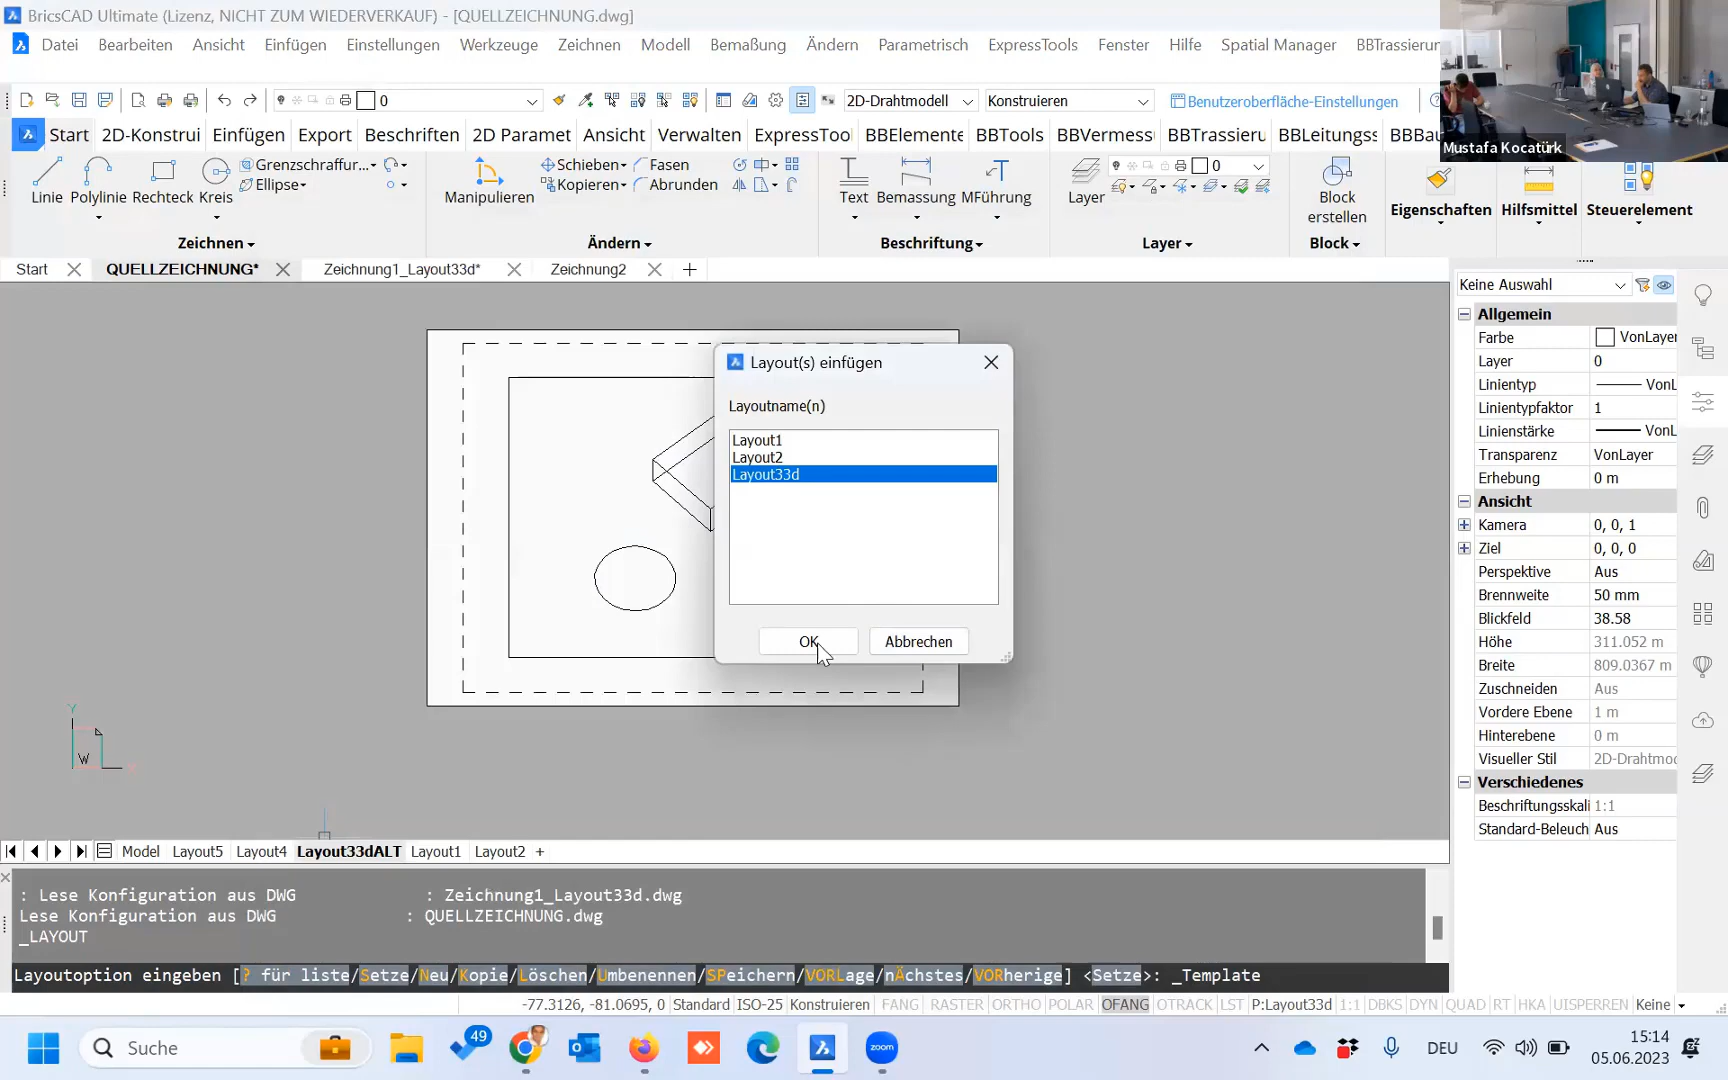 BricsCAD Ultimate (Lizenz, NICHT ZUM WIEDERVERKAUF) - [QUELLZEICHNUNG.dwg]
Datei Bearbeiten Ansicht Einfügen Einstellungen Werkzeuge Zeichnen Modell Bemaßung Ändern Parametrisch ExpressTools Fenster Hilfe Spatial Manager BBTrassierun
0 2D-Drahtmodell Konstruieren Benutzeroberfläche-Einstellungen
Mustafa Kocatürk
Start 2D-Konstrui Einfügen Export Beschriften 2D Paramet Ansicht Verwalten ExpressToo BBElemente BBTools BBVermess BBTrassieru BBLeitungss BBBau
Grenzschraffur... Schieben Fasen 0
Ellipse Kopieren Abrunden
Linie Polylinie Rechteck Kreis Manipulieren Text Bemassung MFührung Layer Block erstellen Eigenschaften Hilfsmittel Steuerelement
Zeichnen Ändern Beschriftung Layer Block
Start QUELLZEICHNUNG* Zeichnung1_Layout33d* Zeichnung2 +
Layout(s) einfügen
Layoutname(n)
Layout1
Layout2
Layout33d
OK Abbrechen
Y
W
Keine Auswahl
Allgemein
Farbe VonLayer
Layer 0
Linientyp VonL
Linientypfaktor 1
Linienstärke VonL
Transparenz VonLayer
Erhebung 0 m
Ansicht
Kamera 0, 0, 1
Ziel 0, 0, 0
Perspektive Aus
Brennweite 50 mm
Blickfeld 38.58
Höhe 311.052 m
Breite 809.0367 m
Zuschneiden Aus
Vordere Ebene 1 m
Hinterebene 0 m
Visueller Stil 2D-Drahtmod
Verschiedenes
Beschriftungsskali 1:1
Standard-Beleuch Aus
Model Layout5 Layout4 Layout33dALT Layout1 Layout2 +
: Lese Konfiguration aus DWG : Zeichnung1_Layout33d.dwg
Lese Konfiguration aus DWG : QUELLZEICHNUNG.dwg
_LAYOUT
Layoutoption eingeben [? für liste/Setze/Neu/Kopie/Löschen/Umbenennen/SPeichern/VORLage/nÄchstes/VORherige] <Setze>: _Template
-77.3126, -81.0695, 0 Standard ISO-25 Konstruieren FANG RASTER ORTHO POLAR OFANG OTRACK LST P:Layout33d 1:1 DBKS DYN QUAD RT HKA UISPERREN Keine
Suche 49 zoom DEU 15:14
05.06.2023